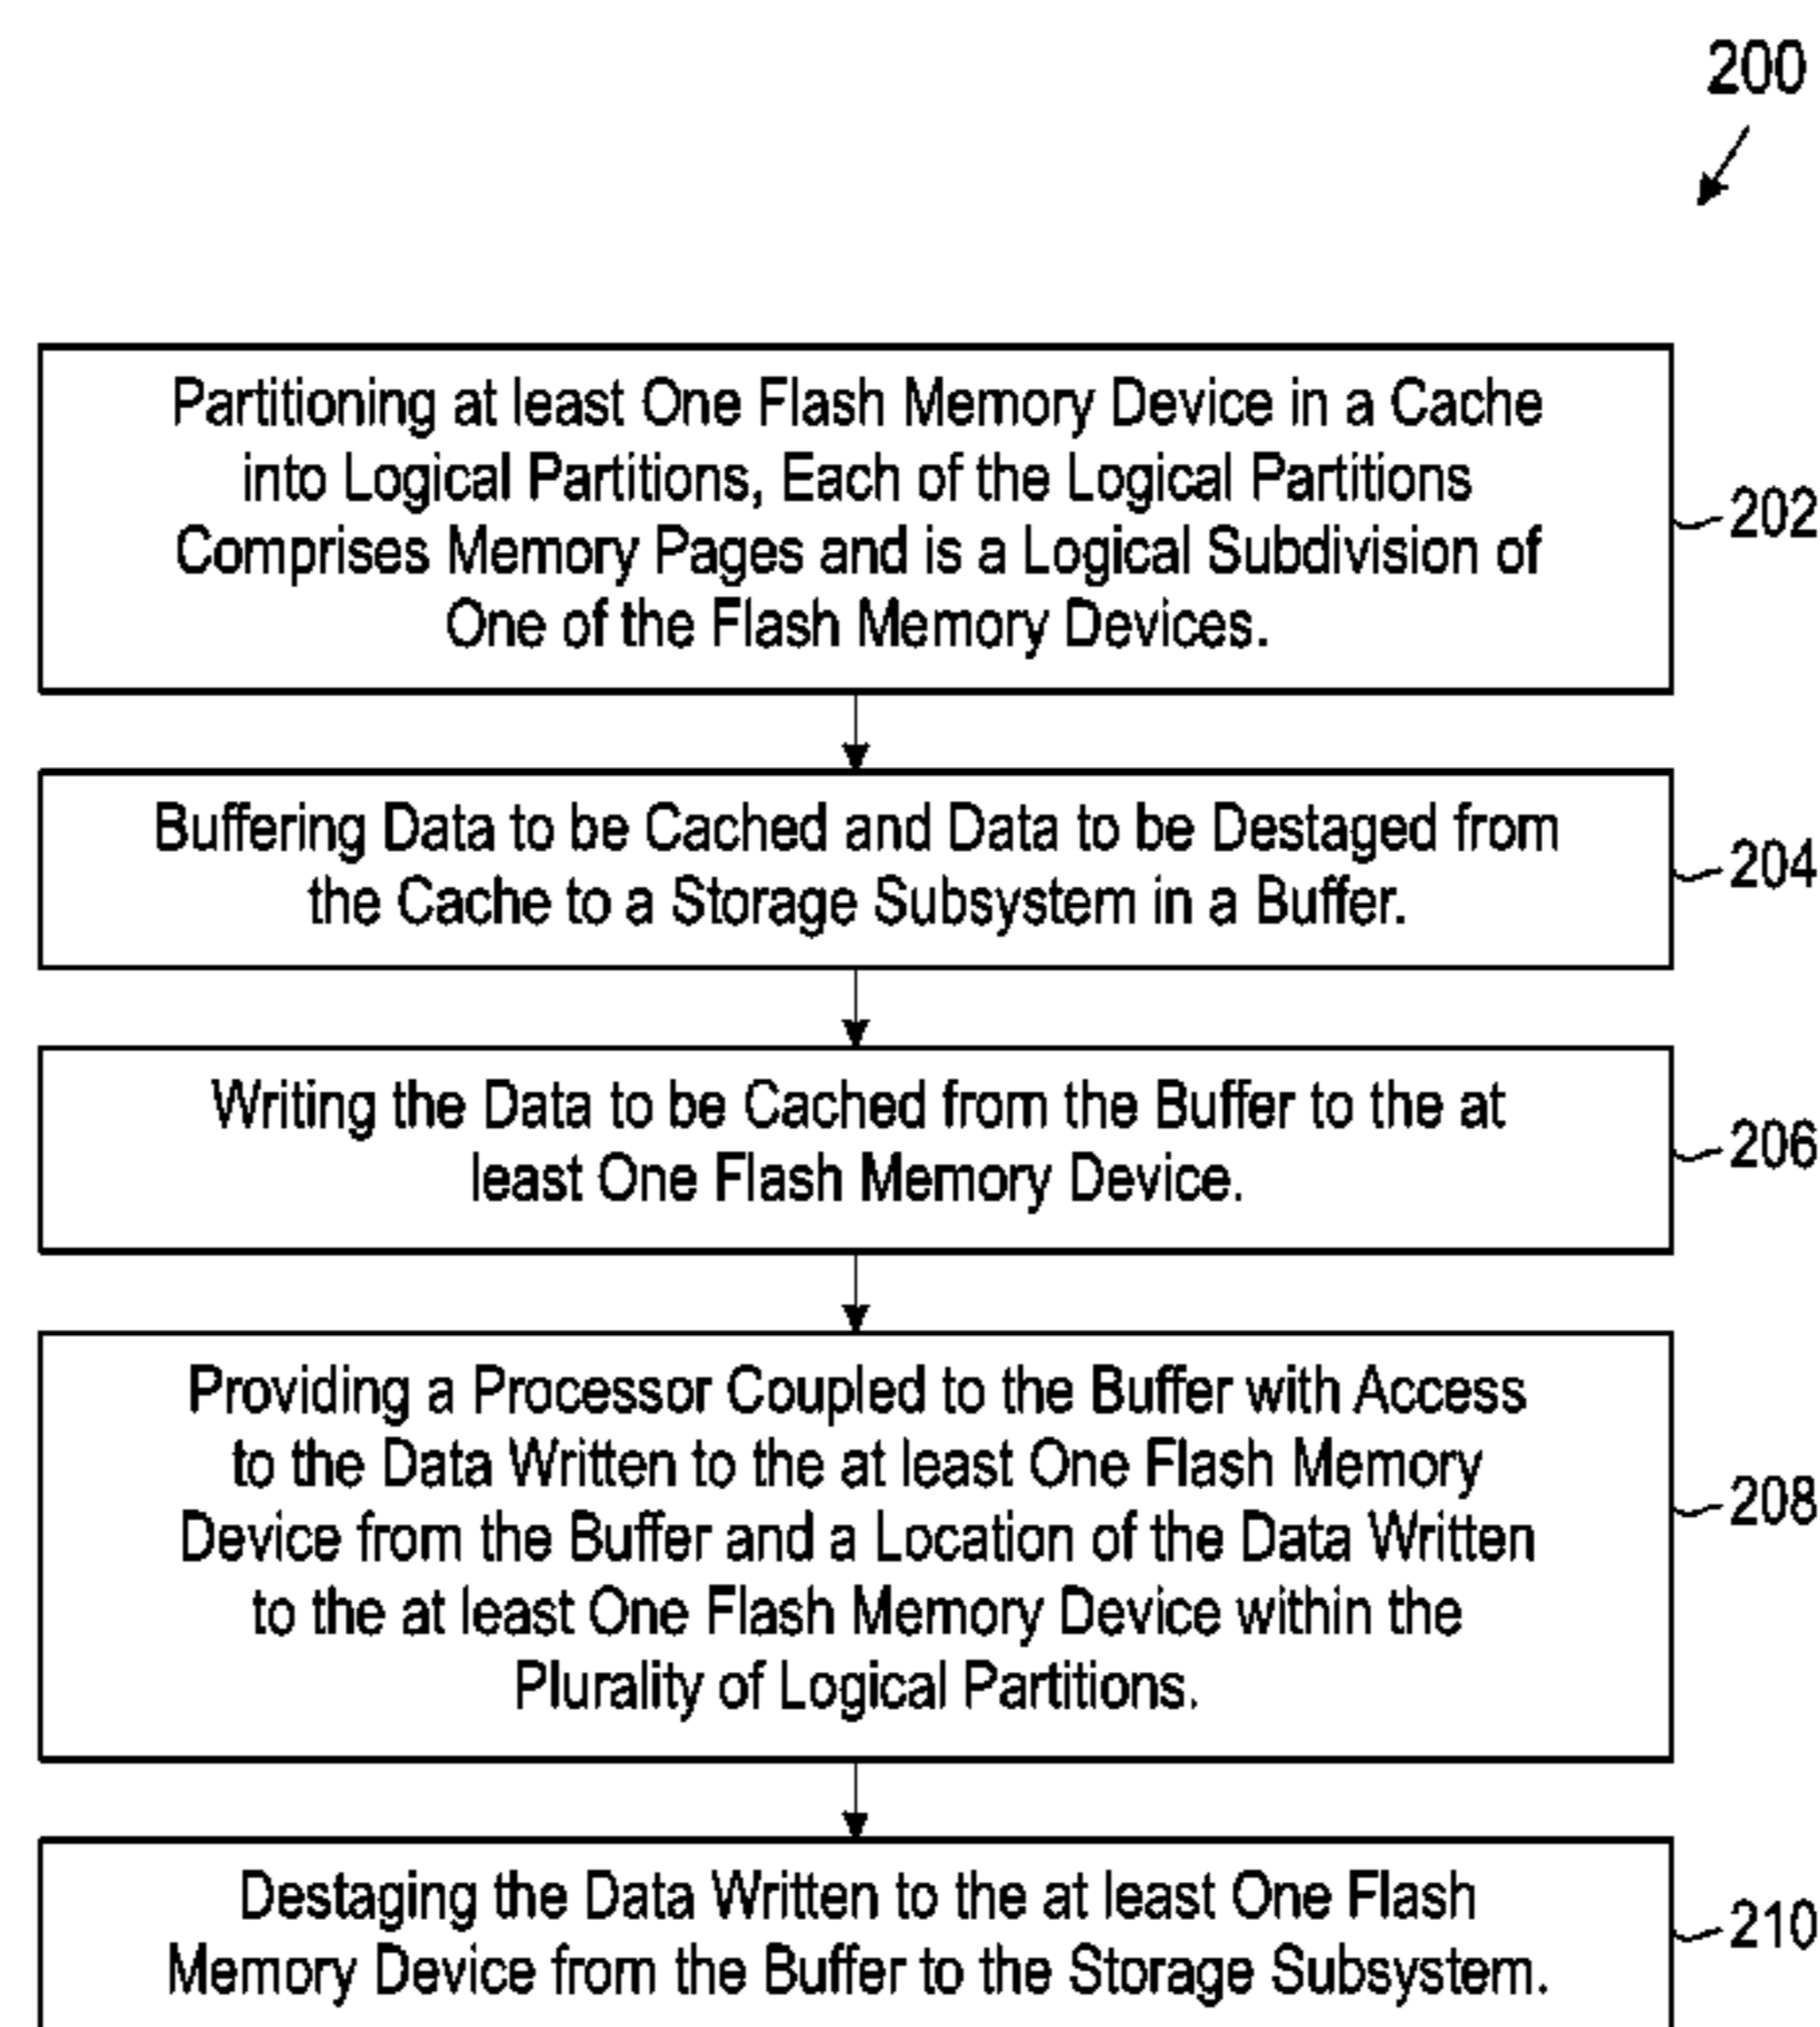 200
Partitioning at least One Flash Memory Device in a Cache
into Logical Partitions, Each of the Logical Partitions
Comprises Memory Pages and is a Logical Subdivision of
One of the Flash Memory Devices.
202
Buffering Data to be Cached and Data to be Destaged from
the Cache to a Storage Subsystem in a Buffer.
204
Writing the Data to be Cached from the Buffer to the at
least One Flash Memory Device.
206
Providing a Processor Coupled to the Buffer with Access
to the Data Written to the at least One Flash Memory
Device from the Buffer and a Location of the Data Written
to the at least One Flash Memory Device within the
Plurality of Logical Partitions.
208
Destaging the Data Written to the at least One Flash
Memory Device from the Buffer to the Storage Subsystem.
210